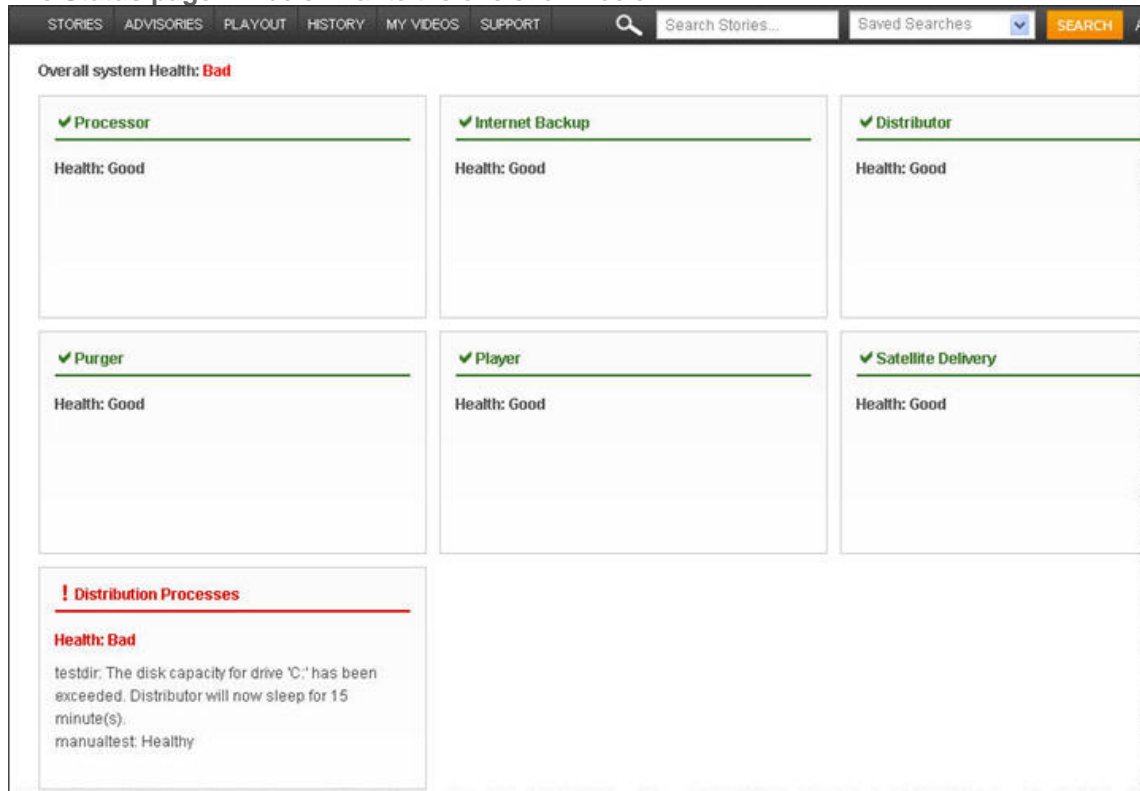 STORIES ADVISORIES PLAYOUT HISTORY MY VIDEOS SUPPORT Search Stories... Saved Searches SEARCH
Overall system Health: Bad
Processor
Health: Good
Internet Backup
Health: Good
Distributor
Health: Good
Purger
Health: Good
Player
Health: Good
Satellite Delivery
Health: Good
! Distribution Processes
Health: Bad
testdir: The disk capacity for drive 'C:' has been
exceeded. Distributor will now sleep for 15
minute(s).
manualtest: Healthy